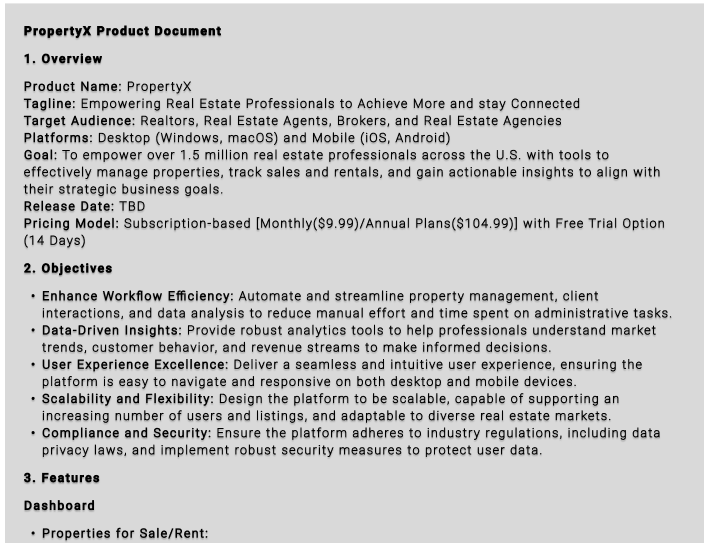 PropertyX Product Document
1. Overview
Product Name: PropertyX
Tagline: Empowering Real Estate Professionals to Achieve More and stay Connected
Target Audience: Realtors, Real Estate Agents, Brokers, and Real Estate Agencies
Platforms: Desktop (Windows, macOS) and Mobile (iOS, Android)
Goal: To empower over 1.5 million real estate professionals across the U.S. with tools to
effectively manage properties, track sales and rentals, and gain actionable insights to align with
their strategic business goals.
Release Date: TBD
Pricing Model: Subscription-based [Monthly($9.99)/Annual Plans($104.99)] with Free Trial Option
(14 Days)
2. Objectives
• Enhance Workflow Efficiency: Automate and streamline property management, client
interactions, and data analysis to reduce manual effort and time spent on administrative tasks.
• Data-Driven Insights: Provide robust analytics tools to help professionals understand market
trends, customer behavior, and revenue streams to make informed decisions.
• User Experience Excellence: Deliver a seamless and intuitive user experience, ensuring the
platform is easy to navigate and responsive on both desktop and mobile devices.
• Scalability and Flexibility: Design the platform to be scalable, capable of supporting an
increasing number of users and listings, and adaptable to diverse real estate markets.
• Compliance and Security: Ensure the platform adheres to industry regulations, including data
privacy laws, and implement robust security measures to protect user data.
3. Features
Dashboard
• Properties for Sale/Rent: